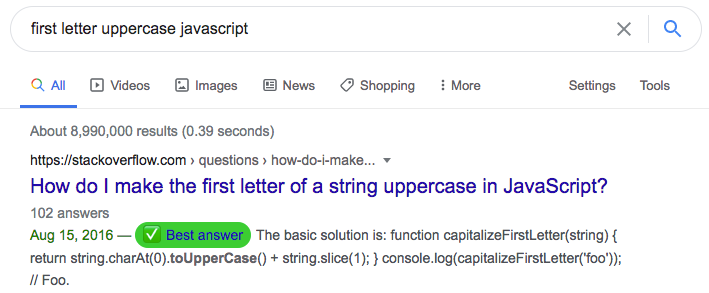 first letter uppercase javascript
All Videos Images News Shopping More Settings Tools
About 8,990,000 results (0.39 seconds)
https://stackoverflow.com › questions › how-do-i-make...
How do I make the first letter of a string uppercase in JavaScript?
102 answers
Aug 15, 2016 — ✅ Best answer The basic solution is: function capitalizeFirstLetter(string) {
return string.charAt(0).toUpperCase() + string.slice(1); } console.log(capitalizeFirstLetter('foo'));
// Foo.